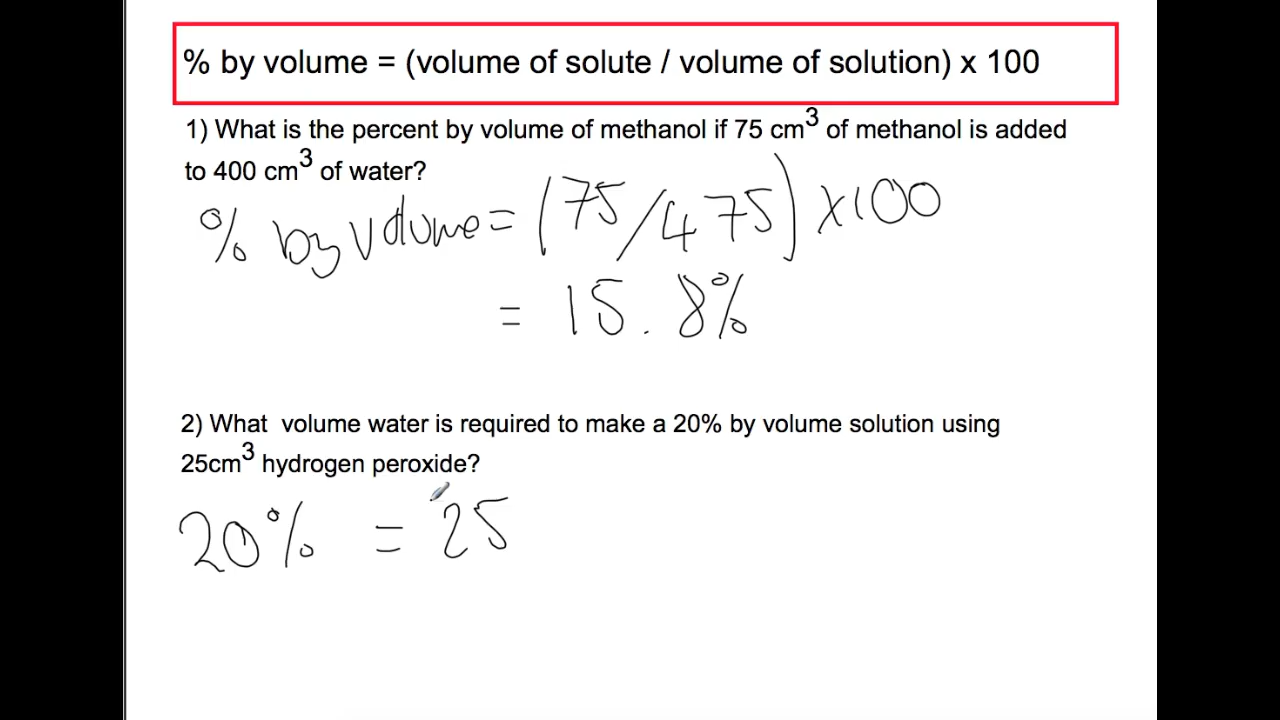 % by volume = (volume of solute / volume of solution) x 100
1) What is the percent by volume of methanol if 75 cm³ of methanol is added
to 400 cm³ of water?
% by volume = (75/475) x100
= 15.8%
2) What volume water is required to make a 20% by volume solution using
25cm³ hydrogen peroxide?
20% = 25